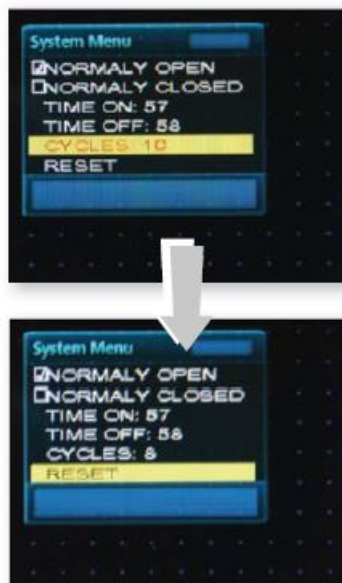 System Menu
NORMALY OPEN
NORMALY CLOSED
TIME ON: 57
TIME OFF: 58
CYCLES: 10
RESET
System Menu
NORMALY OPEN
NORMALY CLOSED
TIME ON: 57
TIME OFF: 58
CYCLES: 8
RESET